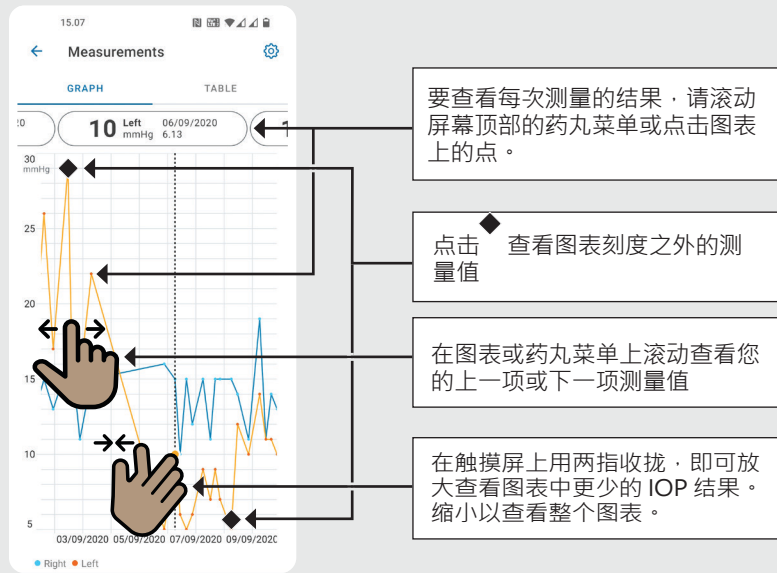 15.07
Measurements
GRAPH TABLE
10 Left mmHg 06/09/2020 6.13
30
mmHg
25
20
15
10
5
03/09/2020 05/09/2020 07/09/2020 09/09/202
Right Left
要查看每次测量的结果，请滚动
屏幕顶部的药丸菜单或点击图表
上的点。
点击◆ 查看图表刻度之外的测
量值
在图表或药丸菜单上滚动查看您
的上一项或下一项测量值
在触摸屏上用两指收拢，即可放
大查看图表中更少的 IOP 结果。
缩小以查看整个图表。